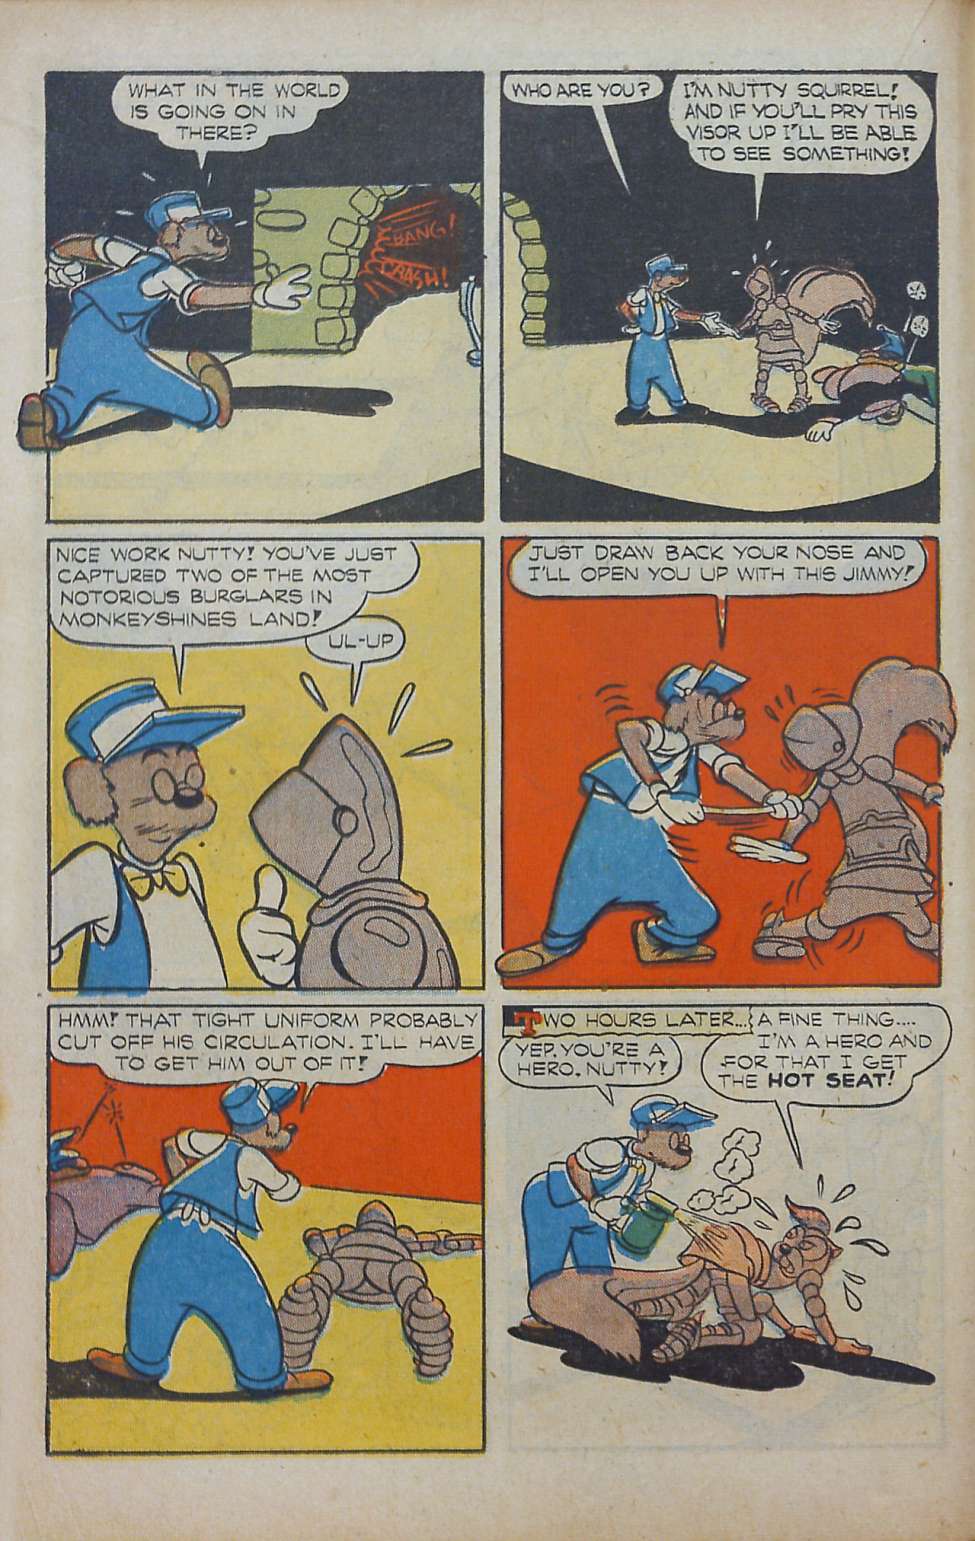 WHAT IN THE WORLD
IS GOING ON IN
THERE?
BANG!
CRASH!
WHO ARE YOU?
I'M NUTTY SQUIRREL!
AND IF YOU'LL PRY THIS
VISOR UP I'LL BE ABLE
TO SEE SOMETHING!
NICE WORK NUTTY! YOU'VE JUST
CAPTURED TWO OF THE MOST
NOTORIOUS BURGLARS IN
MONKEYSHINES LAND!
UL-UP
JUST DRAW BACK YOUR NOSE AND
I'LL OPEN YOU UP WITH THIS JIMMY!
HMM! THAT TIGHT UNIFORM PROBABLY
CUT OFF HIS CIRCULATION. I'LL HAVE
TO GET HIM OUT OF IT!
TWO HOURS LATER...
YEP. YOU'RE A
HERO, NUTTY!
A FINE THING....
I'M A HERO AND
FOR THAT I GET
THE HOT SEAT!